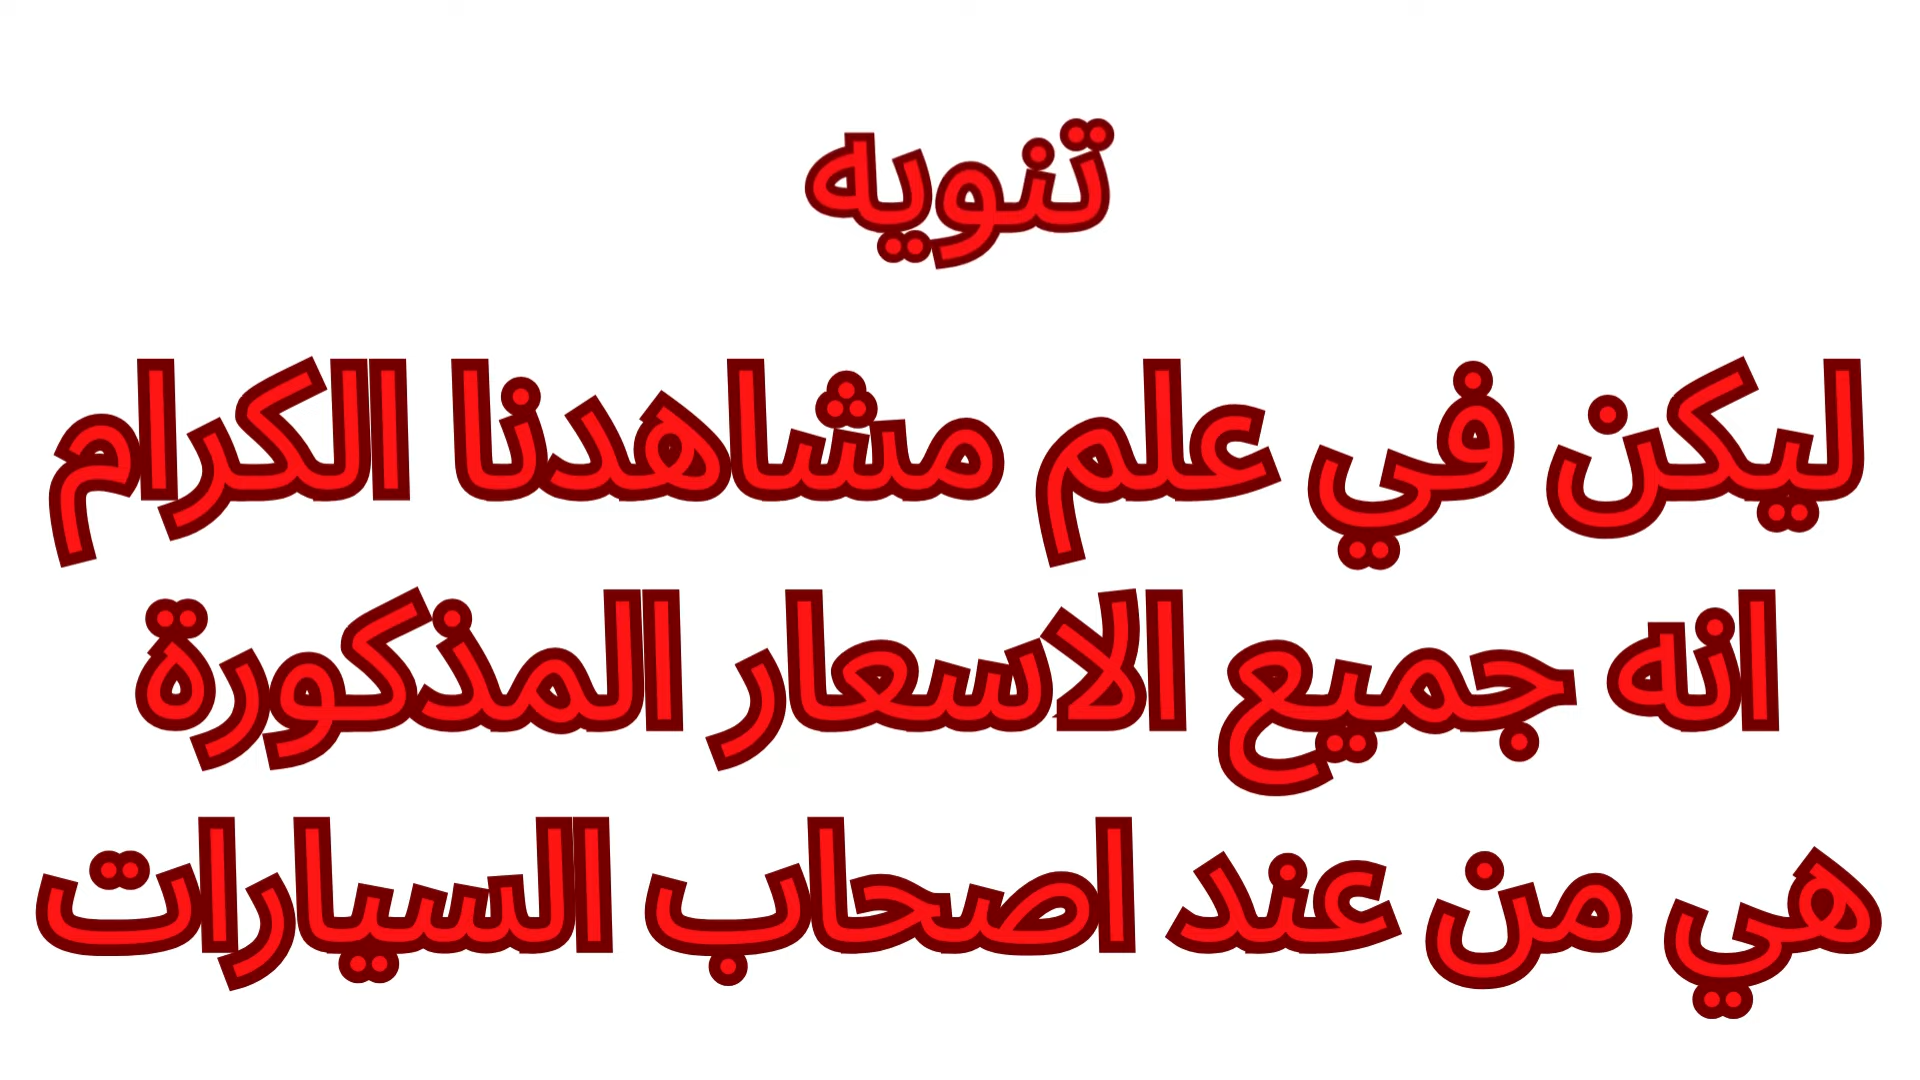 تنويه
ليكن في علم مشاهدنا الكرام
انه جميع الاسعار المذكورة
هي من عند اصحاب السيارات